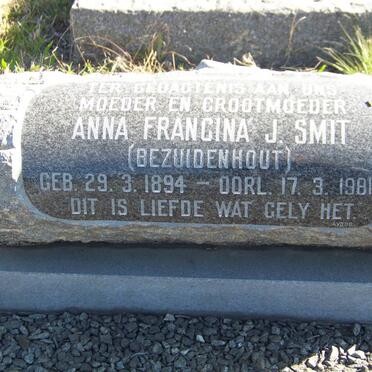 TER GEDAGTENIS AAN ONS
MOEDER EN GROOTMOEDER
ANNA FRANCINA J. SMIT
(BEZUIDENHOUT)
GEB. 29.3.1894 — OORL. 17.3.1981
DIT IS LIEFDE WAT GELY HET.